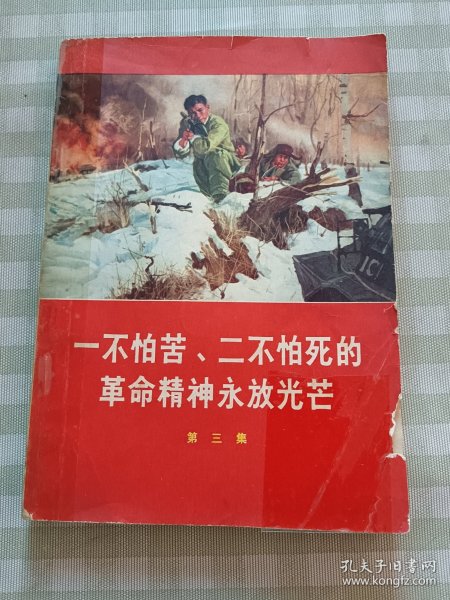 一不怕苦、二不怕死的
革命精神永放光芒
第三集
孔夫子旧书网
www.kongfz.com